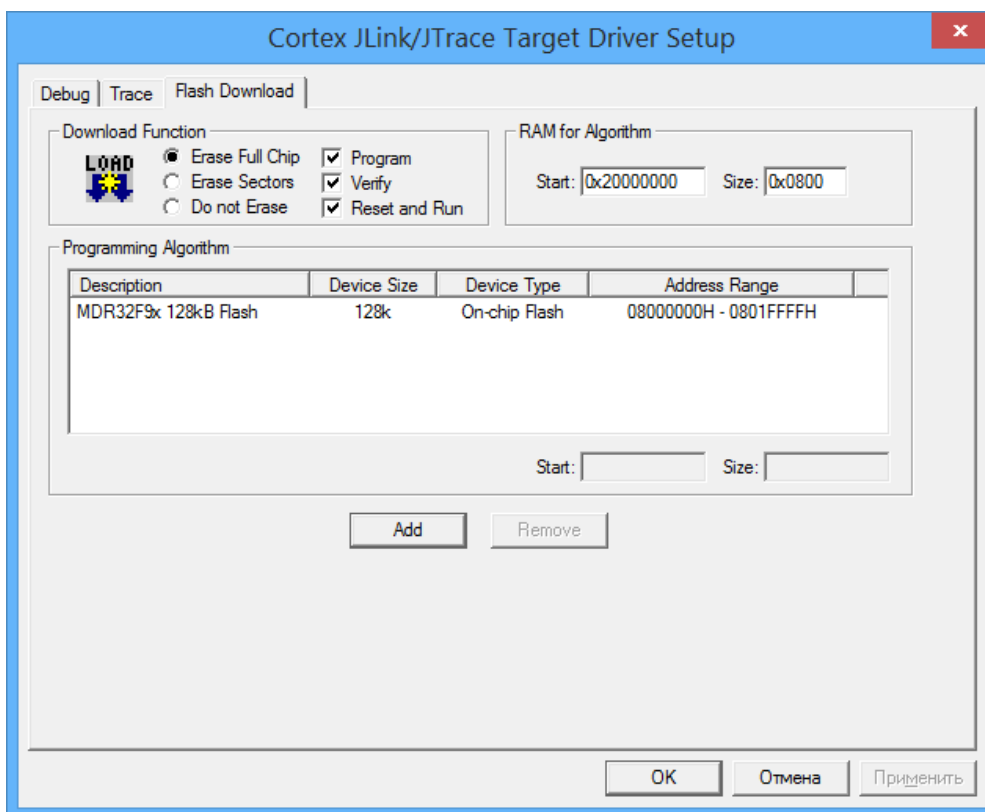 Cortex JLink/JTrace Target Driver Setup
x
Debug Trace Flash Download
Download Function
LOAD
Erase Full Chip Program
Erase Sectors Verify
Do not Erase Reset and Run
RAM for Algorithm
Start: 0x20000000 Size: 0x0800
Programming Algorithm
Description Device Size Device Type Address Range
MDR32F9x 128kB Flash 128k On-chip Flash 08000000H - 0801FFFFH
Start: Size:
Add Remove
OK Отмена Применить